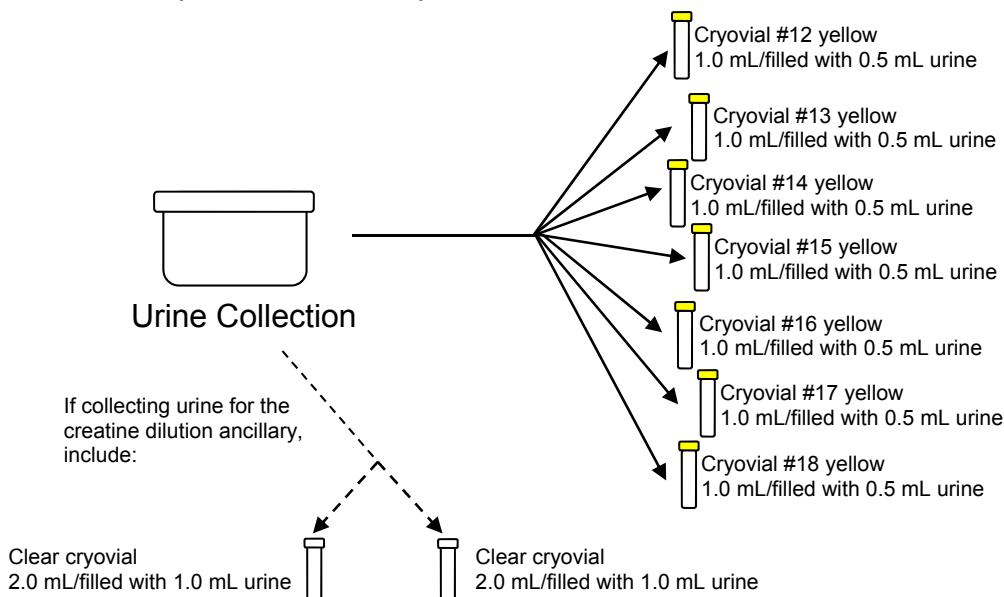 Cryovial #12 yellow
1.0 mL/filled with 0.5 mL urine
Cryovial #13 yellow
1.0 mL/filled with 0.5 mL urine
Cryovial #14 yellow
1.0 mL/filled with 0.5 mL urine
Cryovial #15 yellow
1.0 mL/filled with 0.5 mL urine
Urine Collection
Cryovial #16 yellow
1.0 mL/filled with 0.5 mL urine
Cryovial #17 yellow
1.0 mL/filled with 0.5 mL urine
Cryovial #18 yellow
1.0 mL/filled with 0.5 mL urine
If collecting urine for the
creatine dilution ancillary,
include:
Clear cryovial
2.0 mL/filled with 1.0 mL urine
Clear cryovial
2.0 mL/filled with 1.0 mL urine